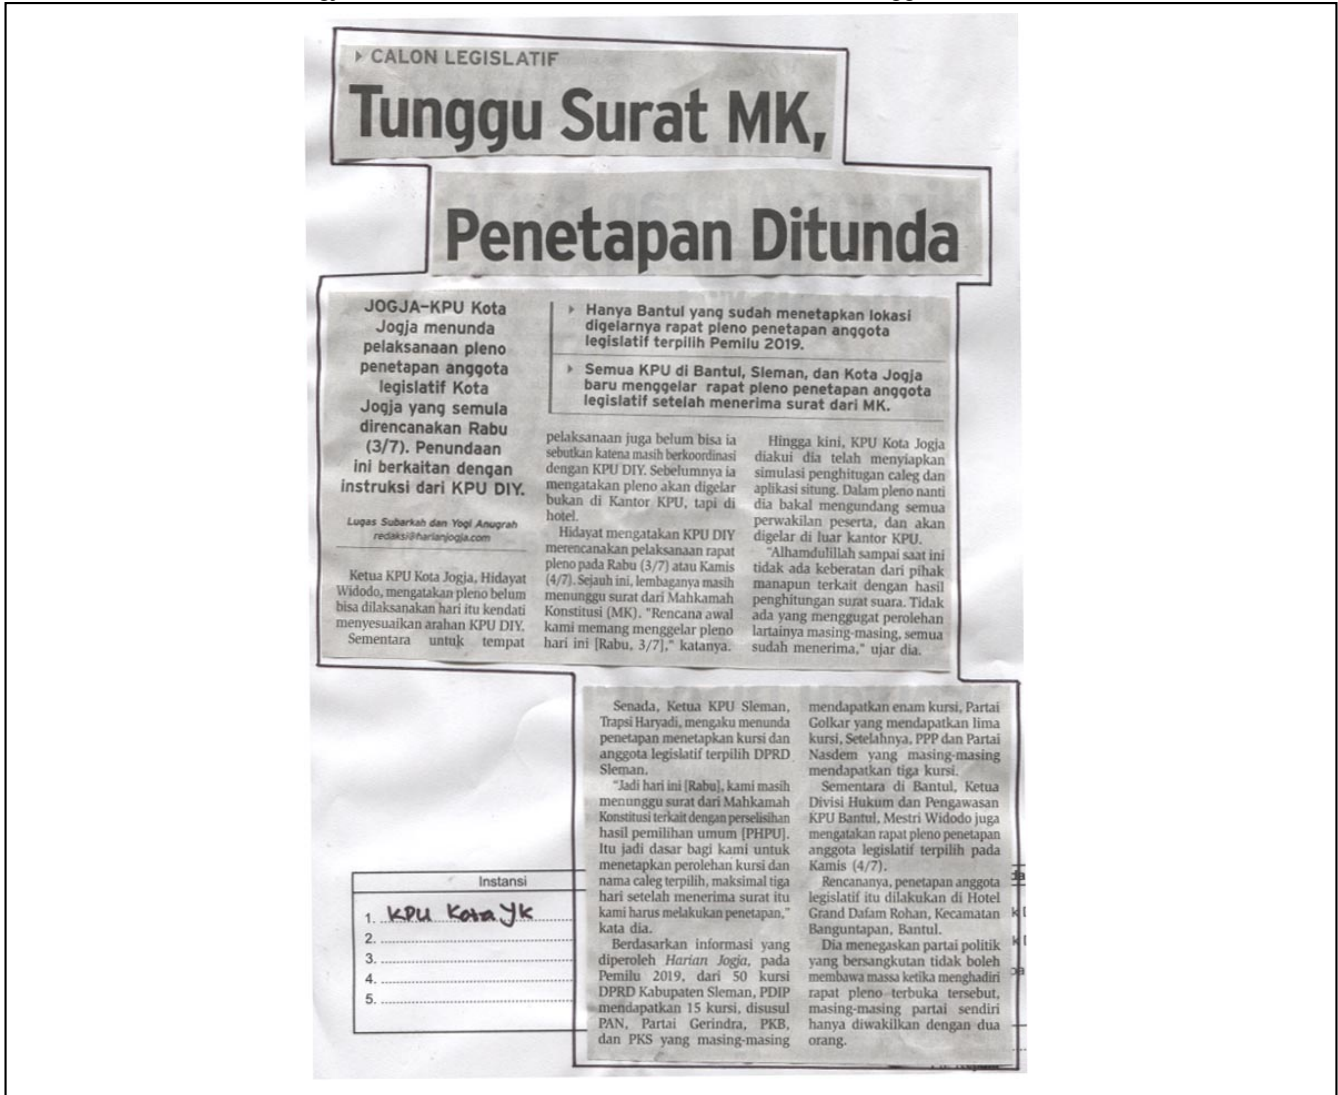 CALON LEGISLATIF
Tunggu Surat MK,
Penetapan Ditunda
JOGJA–KPU Kota
Jogja menunda
pelaksanaan pleno
penetapan anggota
legislatif Kota
Jogja yang semula
direncanakan Rabu
(3/7). Penundaan
ini berkaitan dengan
instruksi dari KPU DIY.
Lugas Subarkah dan Yogi Anugrah
redaksi@harianjogja.com
Hanya Bantul yang sudah menetapkan lokasi
digelarnya rapat pleno penetapan anggota
legislatif terpilih Pemilu 2019.
Semua KPU di Bantul, Sleman, dan Kota Jogja
baru menggelar rapat pleno penetapan anggota
legislatif setelah menerima surat dari MK.
Ketua KPU Kota Jogja, Hidayat
Widodo, mengatakan pleno belum
bisa dilaksanakan hari itu kendati
menyesuaikan arahan KPU DIY.
Sementara untuk tempat
pelaksanaan juga belum bisa ia
sebutkan katena masih berkoordinasi
dengan KPU DIY. Sebelumnya ia
mengatakan pleno akan digelar
bukan di Kantor KPU, tapi di
hotel.
Hidayat mengatakan KPU DIY
merencanakan pelaksanaan rapat
pleno pada Rabu (3/7) atau Kamis
(4/7). Sejauh ini, lembaganya masih
menunggu surat dari Mahkamah
Konstitusi (MK). "Rencana awal
kami memang menggelar pleno
hari ini [Rabu, 3/7]," katanya.
Hingga kini, KPU Kota Jogja
diakui dia telah menyiapkan
simulasi penghitugan caleg dan
aplikasi situng. Dalam pleno nanti
dia bakal mengundang semua
perwakilan peserta, dan akan
digelar di luar kantor KPU.
"Alhamdulillah sampai saat ini
tidak ada keberatan dari pihak
manapun terkait dengan hasil
penghitungan surat suara. Tidak
ada yang menggugat perolehan
lartainya masing-masing, semua
sudah menerima," ujar dia.
Senada, Ketua KPU Sleman,
Trapsi Haryadi, mengaku menunda
penetapan menetapkan kursi dan
anggota legislatif terpilih DPRD
Sleman.
"Jadi hari ini [Rabu], kami masih
menunggu surat dari Mahkamah
Konstitusi terkait dengan perselisihan
hasil pemilihan umum [PHPU].
Itu jadi dasar bagi kami untuk
menetapkan perolehan kursi dan
nama caleg terpilih, maksimal tiga
hari setelah menerima surat itu
kami harus melakukan penetapan,"
kata dia.
Berdasarkan informasi yang
diperoleh Harian Jogja, pada
Pemilu 2019, dari 50 kursi
DPRD Kabupaten Sleman, PDIP
mendapatkan 15 kursi, disusul
PAN, Partai Gerindra, PKB,
dan PKS yang masing-masing
mendapatkan enam kursi, Partai
Golkar yang mendapatkan lima
kursi, Setelahnya, PPP dan Partai
Nasdem yang masing-masing
mendapatkan tiga kursi.
Sementara di Bantul, Ketua
Divisi Hukum dan Pengawasan
KPU Bantul, Mestri Widodo juga
mengatakan rapat pleno penetapan
anggota legislatif terpilih pada
Kamis (4/7).
Rencananya, penetapan anggota
legislatif itu dilakukan di Hotel
Grand Dafam Rohan, Kecamatan
Banguntapan, Bantul.
Dia menegaskan partai politik
yang bersangkutan tidak boleh
membawa massa ketika menghadiri
rapat pleno terbuka tersebut,
masing-masing partai sendiri
hanya diwakilkan dengan dua
orang.
Instansi
1. KPU Kota YK
2.
3.
4.
5.